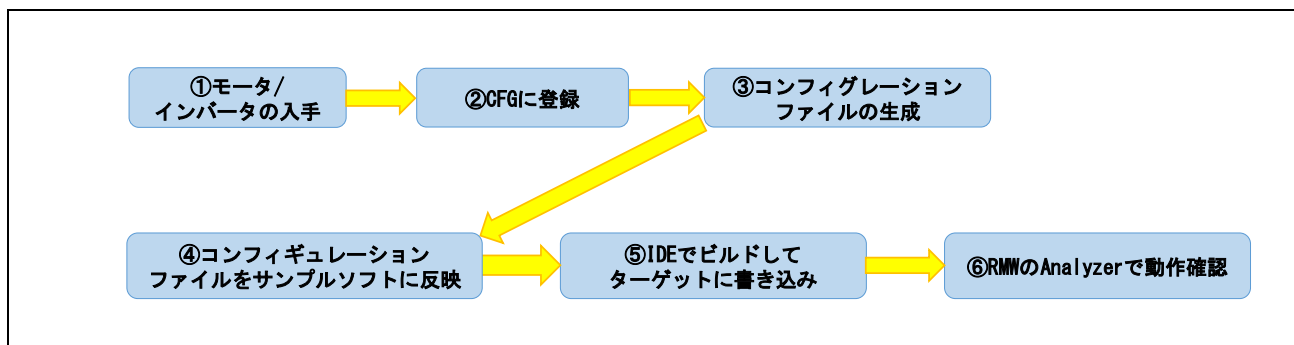 ①モータ/
インバータの入手
②CFGに登録
③コンフィグレーション
ファイルの生成
④コンフィギュレーション
ファイルをサンプルソフトに反映
⑤IDEでビルドして
ターゲットに書き込み
⑥RMWのAnalyzerで動作確認